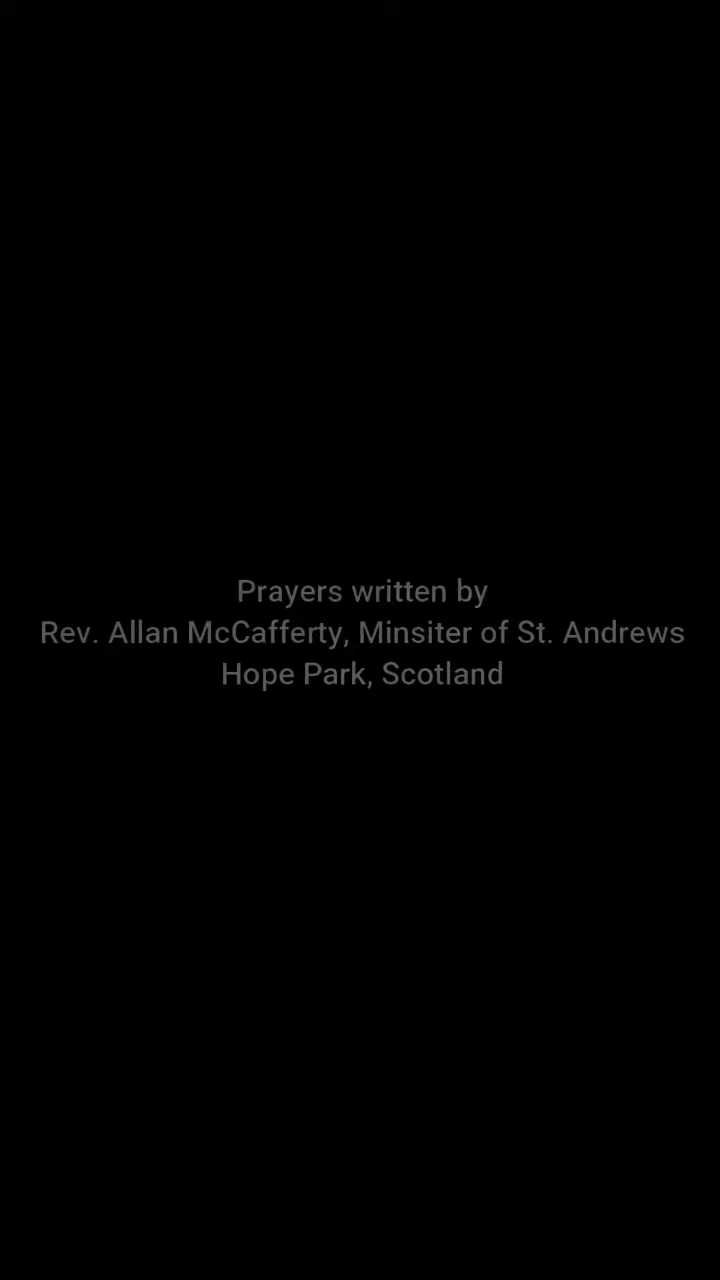 Prayers written by
Rev. Allan McCafferty, Minsiter of St. Andrews
Hope Park, Scotland